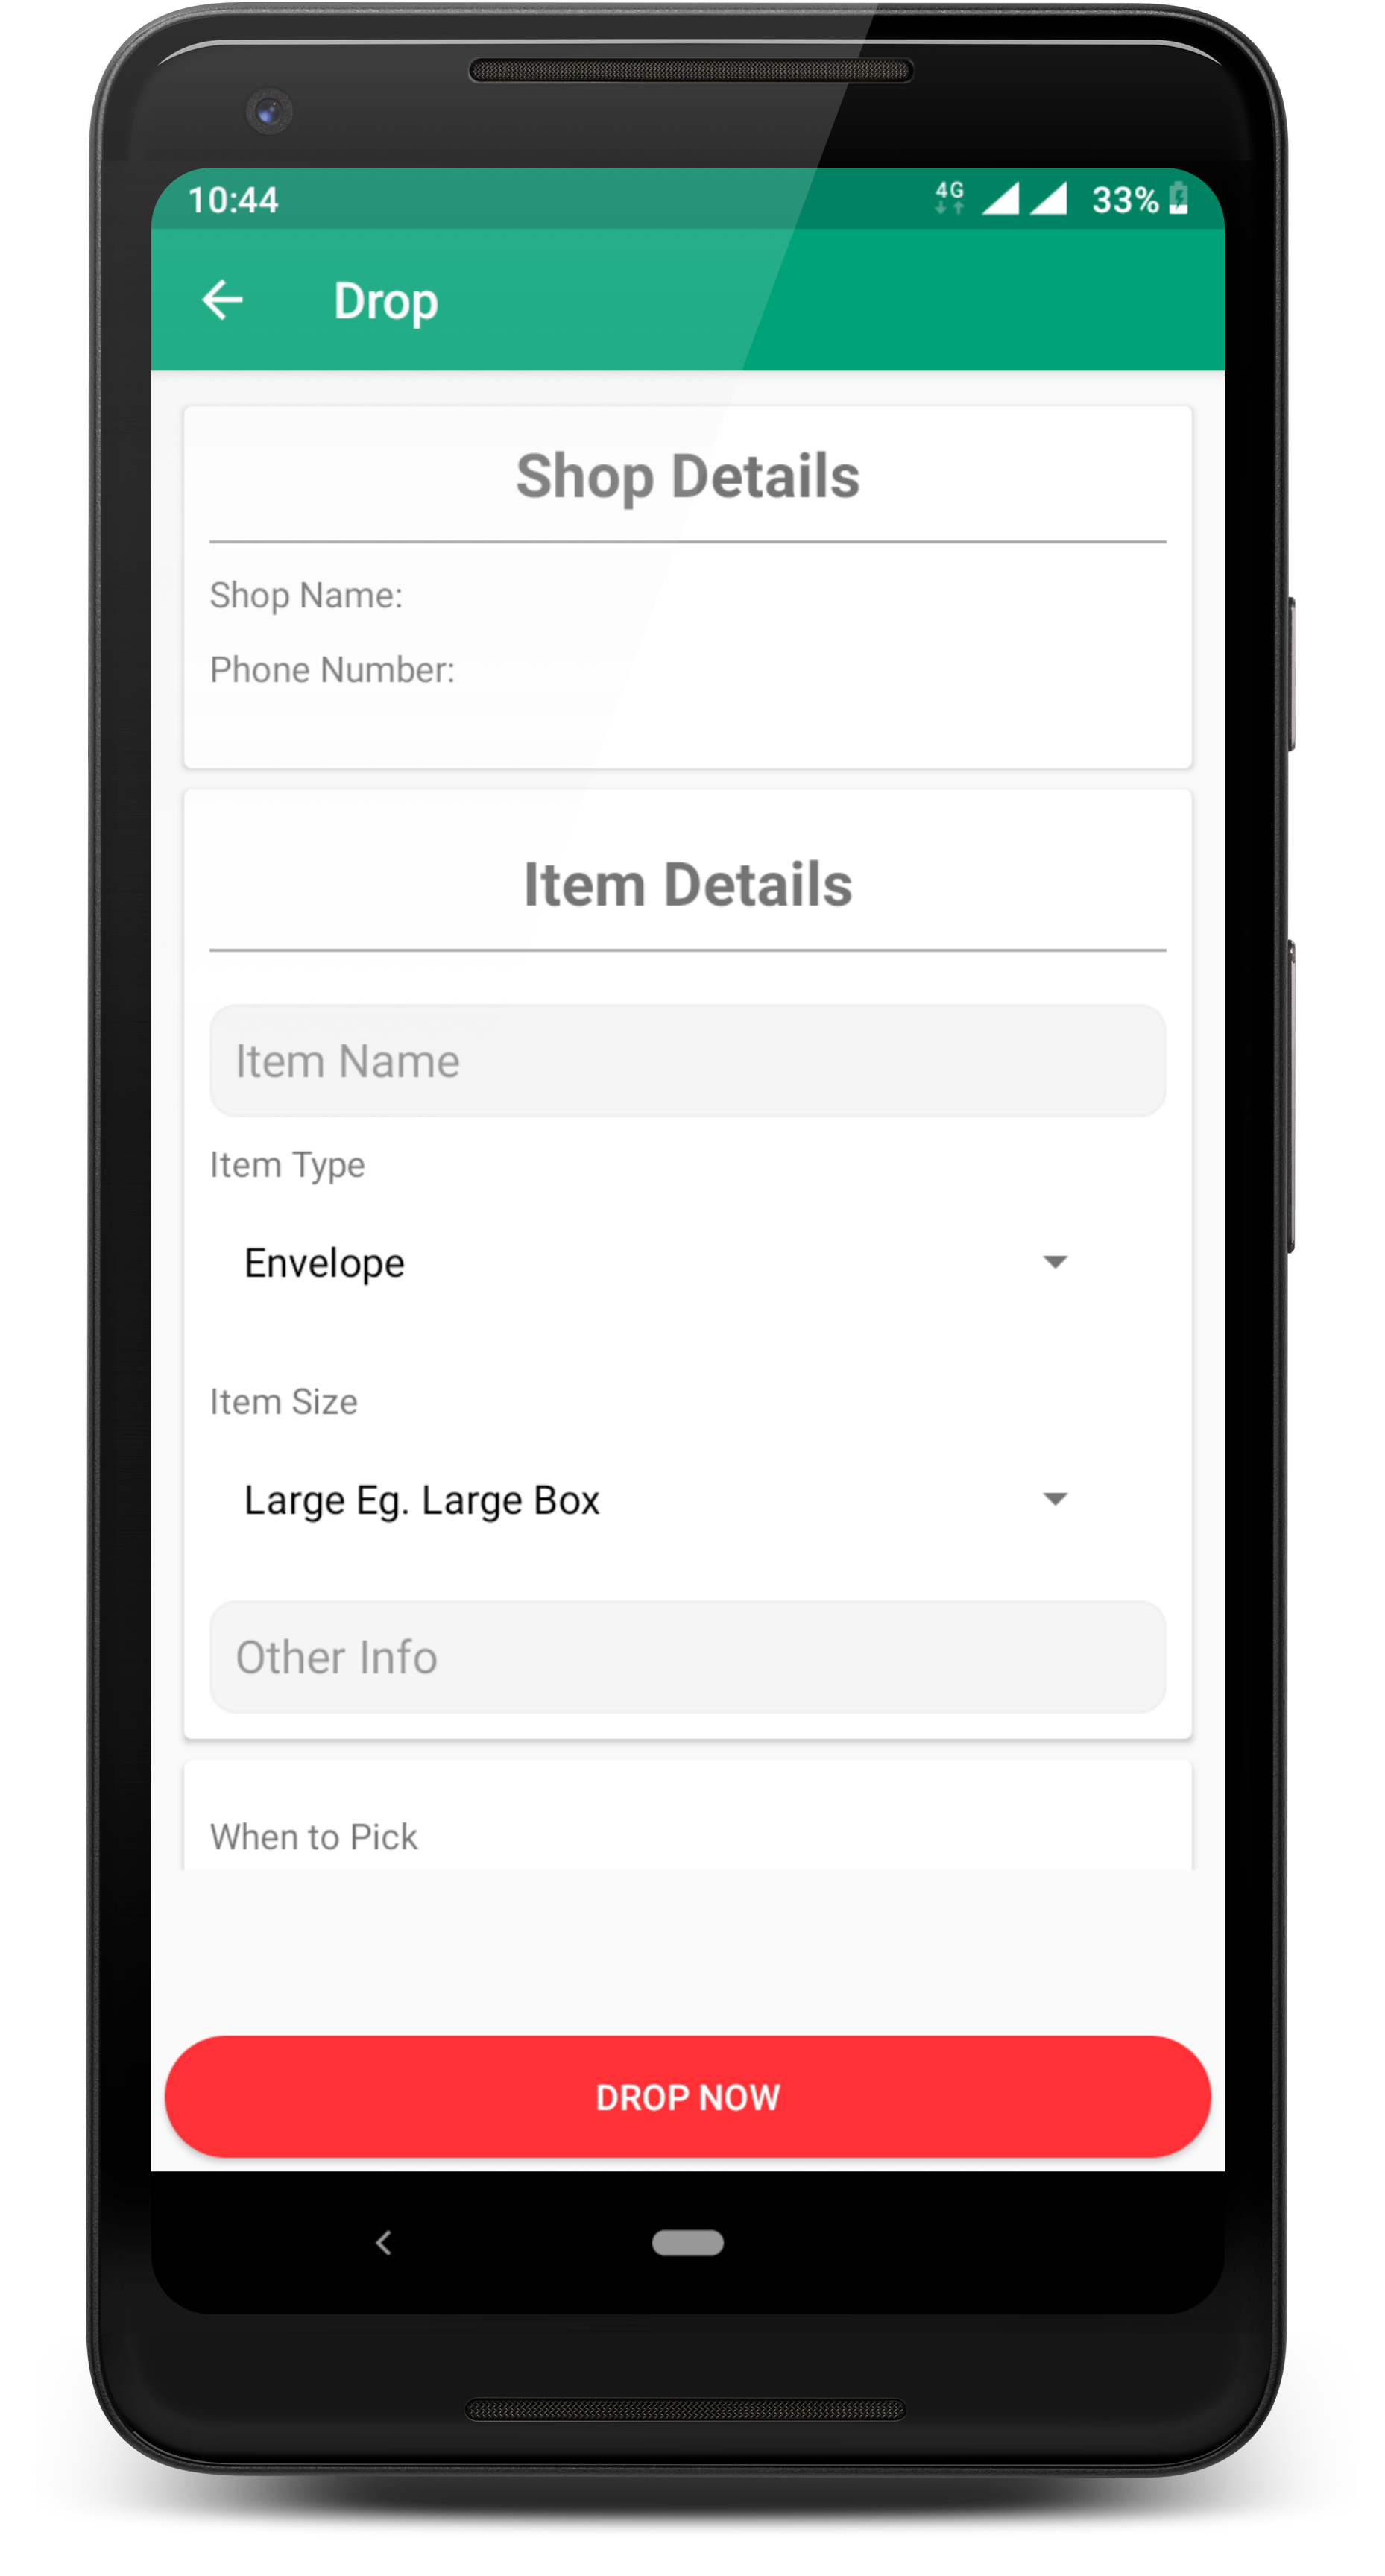 10:44 4G 33%
Drop
Shop Details
Shop Name:
Phone Number:
Item Details
Item Name
Item Type
Envelope
Item Size
Large Eg. Large Box
Other Info
When to Pick
DROP NOW